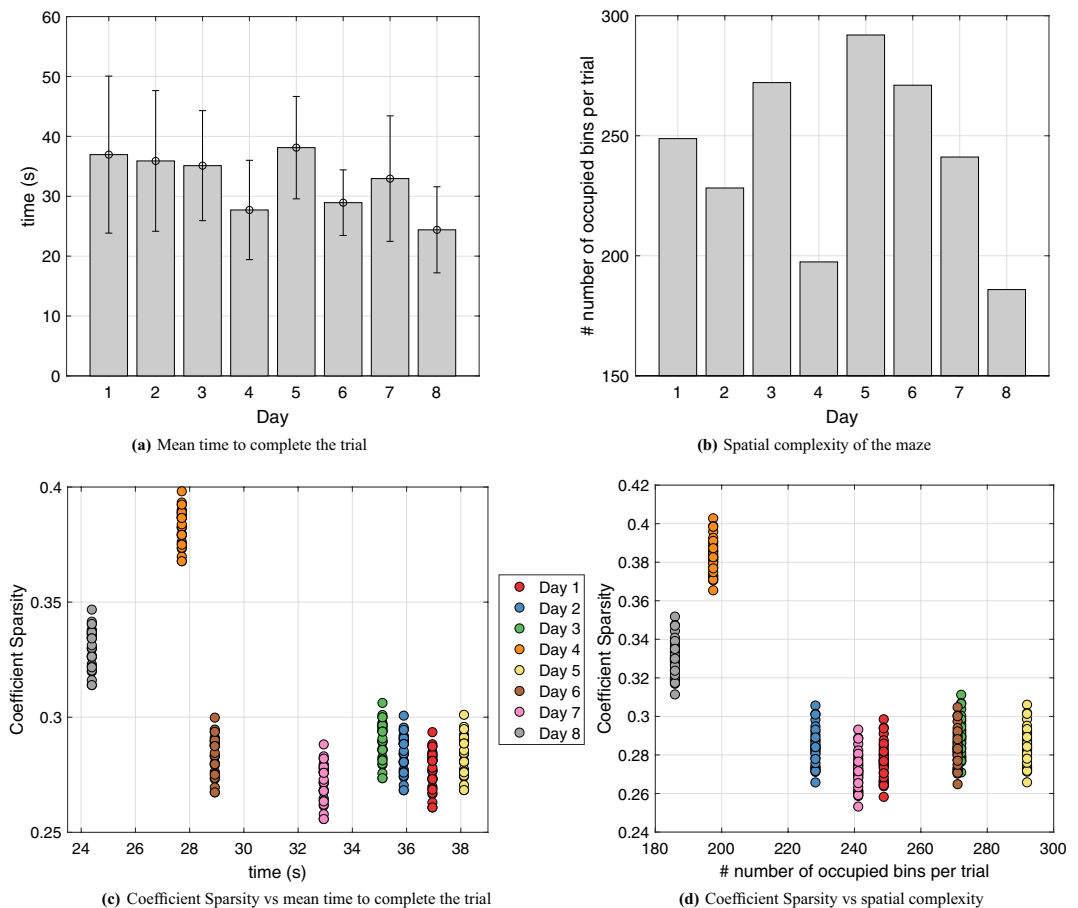 60
50
40
30
20
10
0
time (s)
1 2 3 4 5 6 7 8
Day
(a) Mean time to complete the trial
300
250
200
150
# number of occupied bins per trial
1 2 3 4 5 6 7 8
Day
(b) Spatial complexity of the maze
0.4
0.35
0.3
0.25
Coefficient Sparsity
24 26 28 30 32 34 36 38
time (s)
(c) Coefficient Sparsity vs mean time to complete the trial
Day 1
Day 2
Day 3
Day 4
Day 5
Day 6
Day 7
Day 8
0.42
0.4
0.38
0.36
0.34
0.32
0.3
0.28
0.26
0.24
Coefficient Sparsity
180 200 220 240 260 280 300
# number of occupied bins per trial
(d) Coefficient Sparsity vs spatial complexity